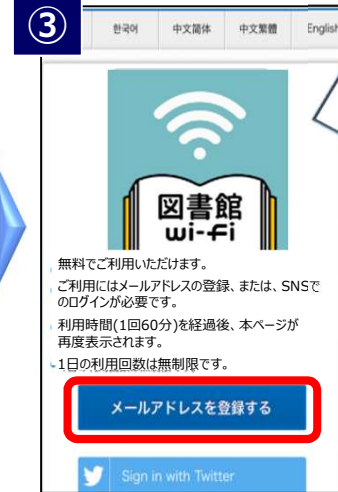 ③
한국어 中文简体 中文繁體 English
図書館
wi-fi
無料でご利用いただけます。
ご利用にはメールアドレスの登録、または、SNSで
のログインが必要です。
利用時間(1回60分)を経過後、本ページが
再度表示されます。
1日の利用回数は無制限です。
メールアドレスを登録する
Sign in with Twitter